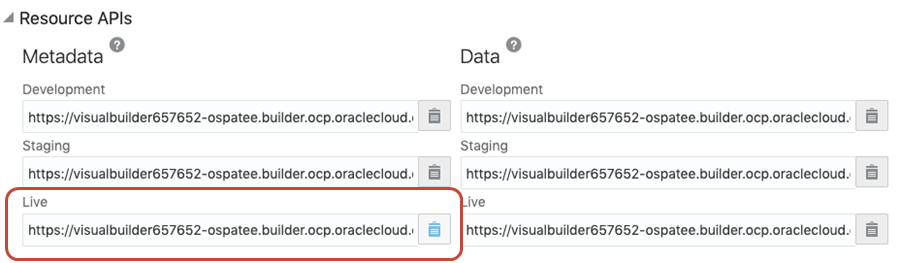 Resource APIs
Metadata ?
Data ?
Development
Development
https://visualbuilder657652-ospatee.builder.ocp.oraclecloud.
https://visualbuilder657652-ospatee.builder.ocp.oraclecloud.
Staging
Staging
https://visualbuilder657652-ospatee.builder.ocp.oraclecloud.
https://visualbuilder657652-ospatee.builder.ocp.oraclecloud.
Live
Live
https://visualbuilder657652-ospatee.builder.ocp.oraclecloud.
https://visualbuilder657652-ospatee.builder.ocp.oraclecloud.